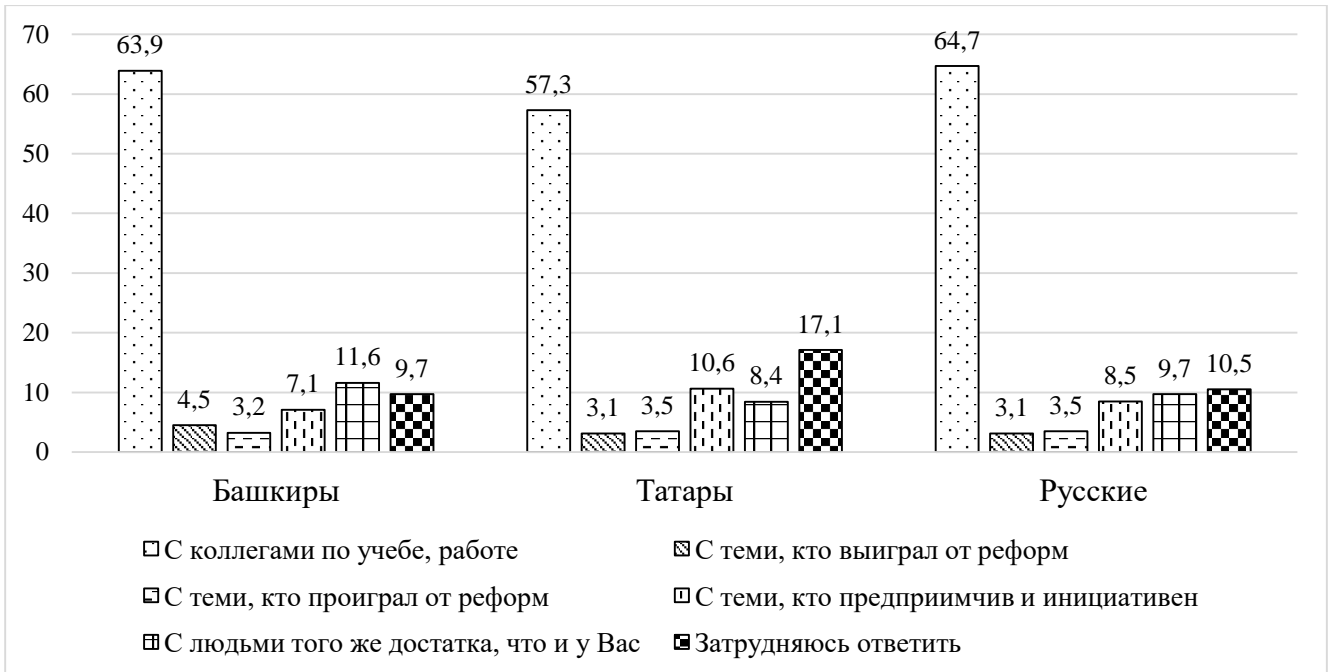 70
60
50
40
30
20
10
0
63,9
4,5
3,2
7,1
11,6
9,7
57,3
3,1
3,5
10,6
8,4
17,1
64,7
3,1
3,5
8,5
9,7
10,5
Башкиры
Татары
Русские
С коллегами по учебе, работе
С теми, кто выиграл от реформ
С теми, кто проиграл от реформ
С теми, кто предприимчив и инициативен
С людьми того же достатка, что и у Вас
Затрудняюсь ответить